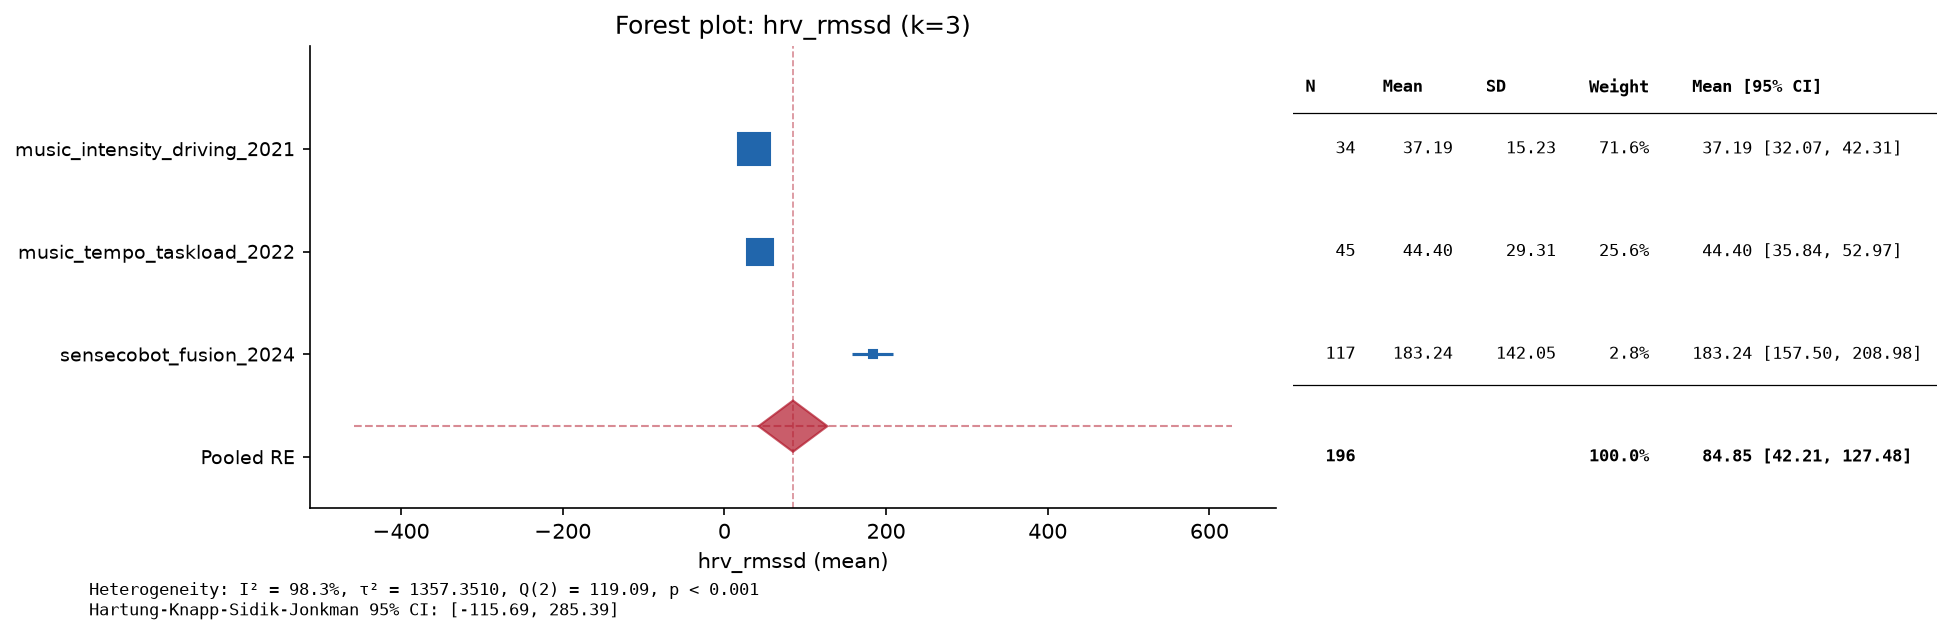 Forest plot: hrv_rmssd (k=3)
N Mean SD Weight Mean [95% CI]
music_intensity_driving_2021 34 37.19 15.23 71.6% 37.19 [32.07, 42.31]
music_tempo_taskload_2022 45 44.40 29.31 25.6% 44.40 [35.84, 52.97]
sensecobot_fusion_2024 117 183.24 142.05 2.8% 183.24 [157.50, 208.98]
Pooled RE 196 100.0% 84.85 [42.21, 127.48]
−400 −200 0 200 400 600
hrv_rmssd (mean)
Heterogeneity: I² = 98.3%, τ² = 1357.3510, Q(2) = 119.09, p < 0.001
Hartung-Knapp-Sidik-Jonkman 95% CI: [-115.69, 285.39]